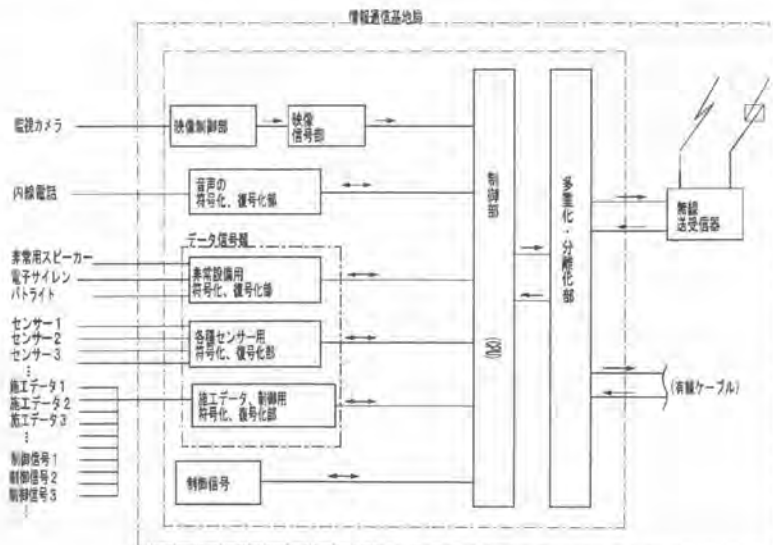 情報通信基地局
監視カメラ
映像制御部
映像
信号部
内線電話
音声の
符号化、復号化部
データ信号部
非常用スピーカー
電子サイレン
パトライト
非常設備用
符号化、復号化部
センサー1
センサー2
センサー3
⋮
各種センサー用
符号化、復号化部
施工データ1
施工データ2
施工データ3
⋮
施工データ、制御用
符号化、復号化部
制御信号1
制御信号2
制御信号3
⋮
制御信号
制御部
(CPU)
多重化・分離化部
無線
送受信器
(有線ケーブル)